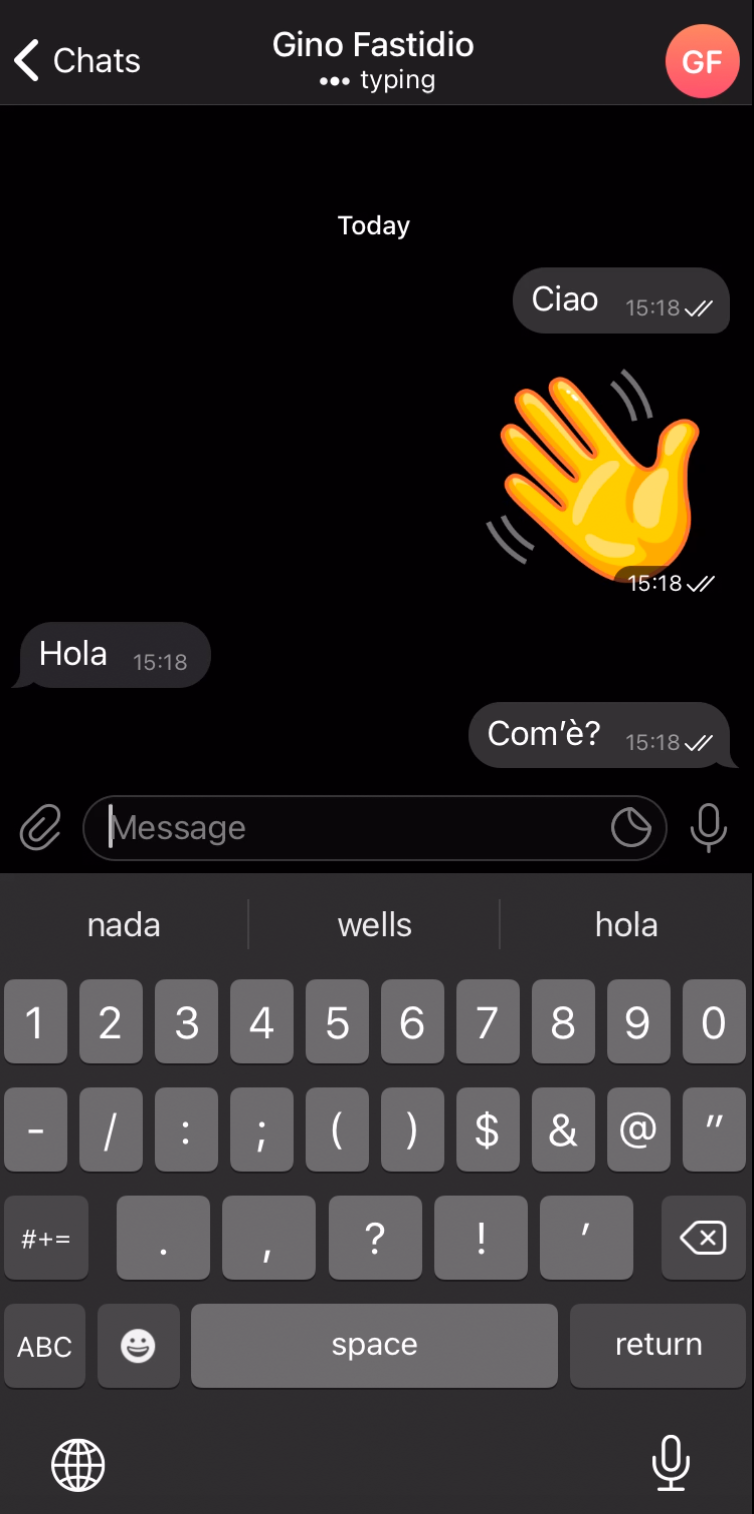 Chats
Gino Fastidio
••• typing
GF
Today
Ciao 15:18
15:18
Hola 15:18
Com'è? 15:18
Message
nada wells hola
1 2 3 4 5 6 7 8 9 0
- / : ; ( ) $ & @ "
#+= . , ? ! '
ABC space return